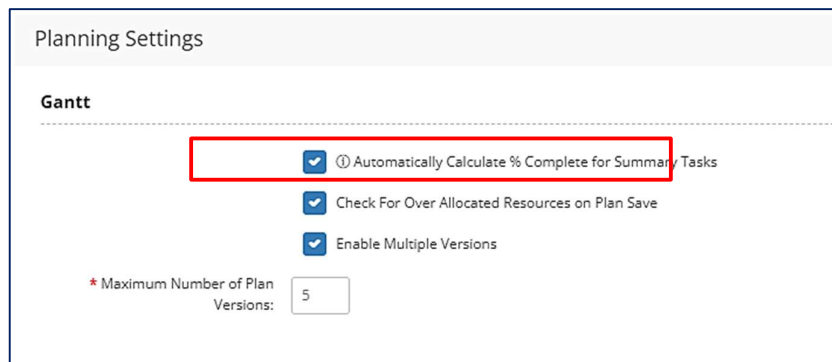 Planning Settings
Gantt
ⓘ Automatically Calculate % Complete for Summary Tasks
Check For Over Allocated Resources on Plan Save
Enable Multiple Versions
* Maximum Number of Plan
Versions:
5